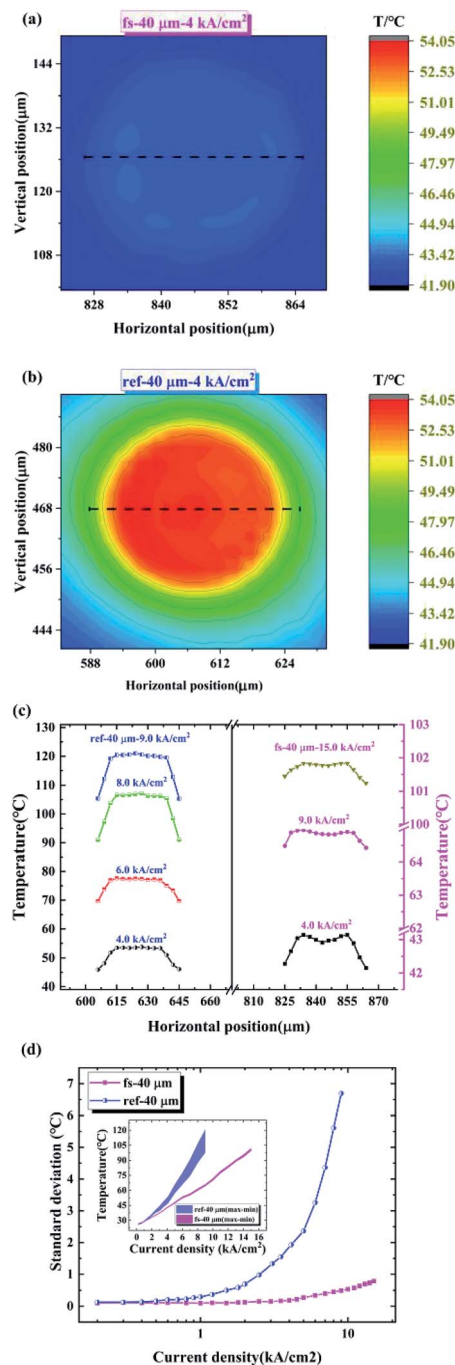 (a)
fs-40 μm-4 kA/cm²
T/°C
Vertical position(μm)
144
132
120
108
828 840 852 864
Horizontal position(μm)
54.05
52.53
51.01
49.49
47.98
46.46
44.94
43.42
41.90
(b)
ref-40 μm-4 kA/cm²
T/°C
Vertical position(μm)
480
468
456
444
588 600 612 624
Horizontal position(μm)
54.05
52.53
51.01
49.49
47.98
46.46
44.94
43.42
41.90
(c)
Temperature(°C)
130
120
110
100
90
80
70
60
50
40
ref-40 μm-9.0 kA/cm²
8.0 kA/cm²
6.0 kA/cm²
4.0 kA/cm²
fs-40 μm-15.0 kA/cm²
9.0 kA/cm²
4.0 kA/cm²
103
102
101
100
64
63
62
43
42
Temperature(°C)
600 615 630 645 660 810 825 840 855 870
Horizontal position(μm)
(d)
Standard deviation (°C)
7
6
5
4
3
2
1
0
fs-40 μm
ref-40 μm
Temperature(°C)
120
90
60
30
ref-40 μm(max-min)
fs-40 μm(max-min)
0 2 4 6 8 10 12 14 16
Current density (kA/cm²)
1 10
Current density(kA/cm2)